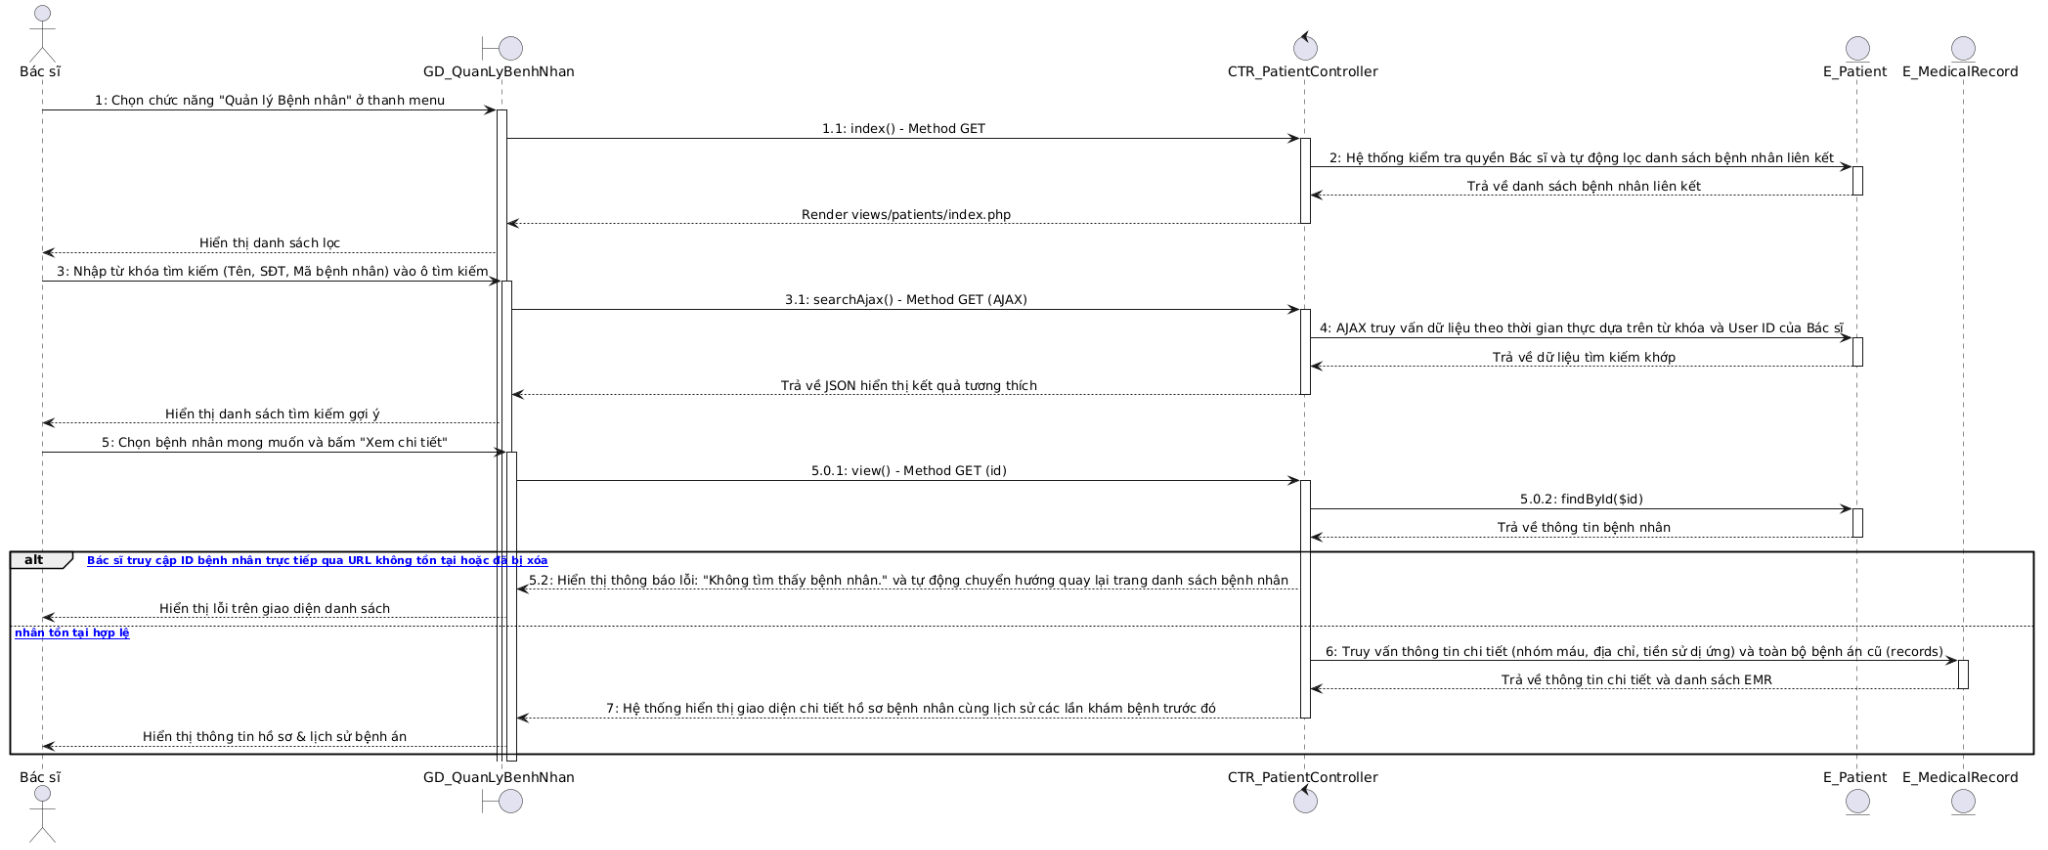 Bác sĩ
GD_QuanLyBenhNhan
CTR_PatientController
E_Patient
E_MedicalRecord
1: Chọn chức năng "Quản lý Bệnh nhân" ở thanh menu
1.1: index() - Method GET
2: Hệ thống kiểm tra quyền Bác sĩ và tự động lọc danh sách bệnh nhân liên kết
Trả về danh sách bệnh nhân liên kết
Render views/patients/index.php
Hiển thị danh sách lọc
3: Nhập từ khóa tìm kiếm (Tên, SĐT, Mã bệnh nhân) vào ô tìm kiếm
3.1: searchAjax() - Method GET (AJAX)
4: AJAX truy vấn dữ liệu theo thời gian thực dựa trên từ khóa và User ID của Bác sĩ
Trả về dữ liệu tìm kiếm khớp
Trả về JSON hiển thị kết quả tương thích
Hiển thị danh sách tìm kiếm gợi ý
5: Chọn bệnh nhân mong muốn và bấm "Xem chi tiết"
5.0.1: view() - Method GET (id)
5.0.2: findById($id)
Trả về thông tin bệnh nhân
alt
Bác sĩ truy cập ID bệnh nhân trực tiếp qua URL không tồn tại hoặc đã bị xóa
5.2: Hiển thị thông báo lỗi: "Không tìm thấy bệnh nhân." và tự động chuyển hướng quay lại trang danh sách bệnh nhân
Hiển thị lỗi trên giao diện danh sách
nhân tồn tại hợp lệ
6: Truy vấn thông tin chi tiết (nhóm máu, địa chỉ, tiền sử dị ứng) và toàn bộ bệnh án cũ (records)
Trả về thông tin chi tiết và danh sách EMR
7: Hệ thống hiển thị giao diện chi tiết hồ sơ bệnh nhân cùng lịch sử các lần khám bệnh trước đó
Hiển thị thông tin hồ sơ & lịch sử bệnh án
Bác sĩ
GD_QuanLyBenhNhan
CTR_PatientController
E_Patient
E_MedicalRecord